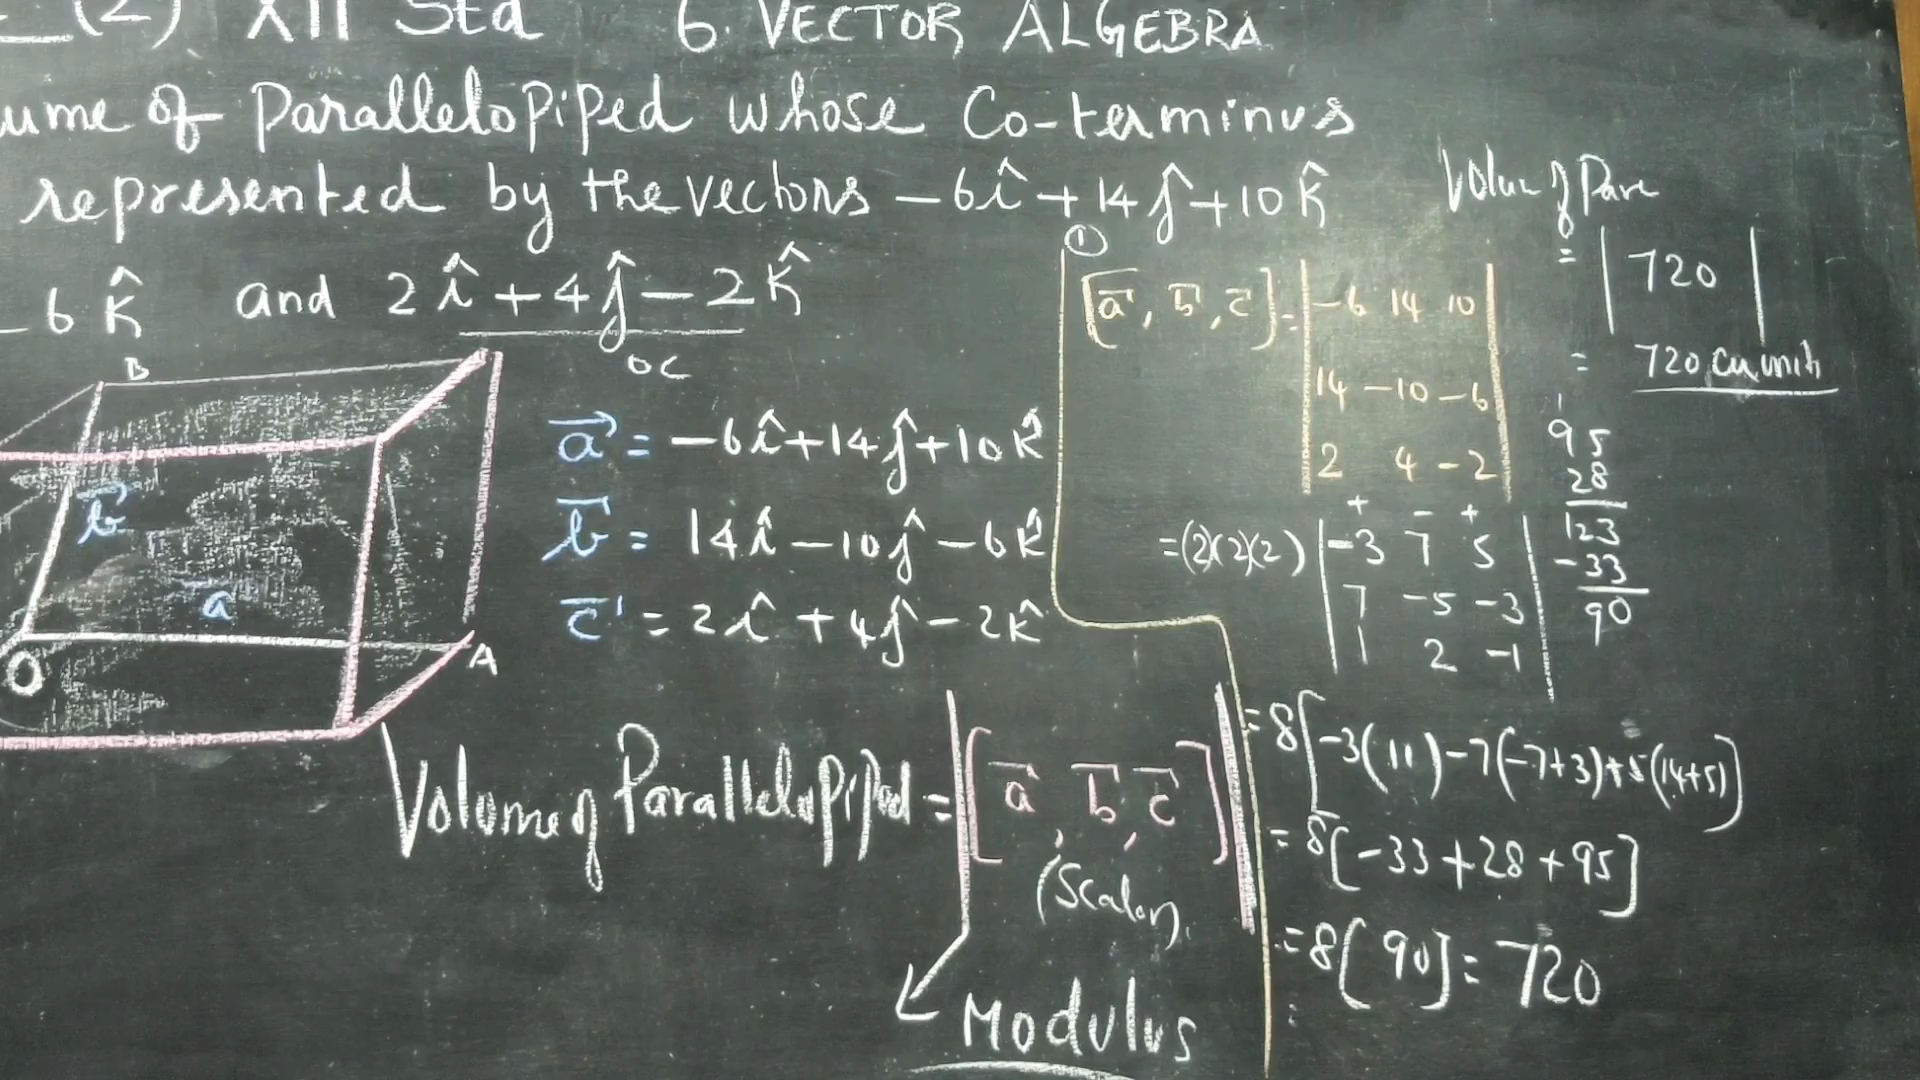 (2) XII Std 6. VECTOR ALGEBRA
ume of Parallelopiped whose Co-terminus
represented by the vectors −6î + 14ĵ + 10k̂
− 6k̂ and 2î + 4ĵ − 2k̂
OC
B
b⃗
a
O
A
a⃗ = −6î + 14ĵ + 10k̂
b⃗ = 14î − 10ĵ − 6k̂
c⃗ = 2î + 4ĵ − 2k̂
Volume of Parallelopiped = |[a⃗, b⃗, c⃗]|
(Scalar)
Modulus
①
[a⃗, b⃗, c⃗] = | −6 14 10 |
| 14 −10 −6 |
| 2 4 −2 |
+ − +
= (2)(2)(2) | −3 7 5 |
| 7 −5 −3 |
| 1 2 −1 |
= 8[−3(11) − 7(−7+3) + 5(14+5)]
= 8[−33 + 28 + 95]
= 8[90] = 720
=
of Pare
= | 720 |
= 720 cu units
1
95
28
123
−33
90